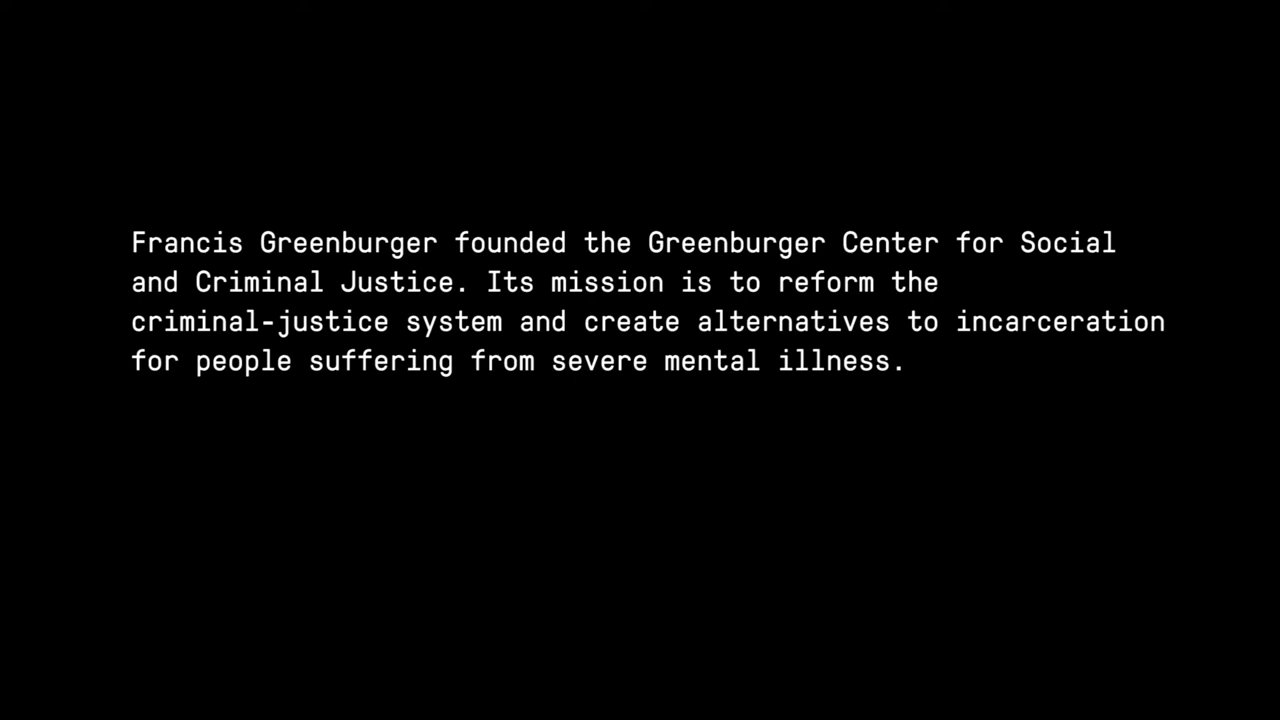 Francis Greenburger founded the Greenburger Center for Social
and Criminal Justice. Its mission is to reform the
criminal-justice system and create alternatives to incarceration
for people suffering from severe mental illness.